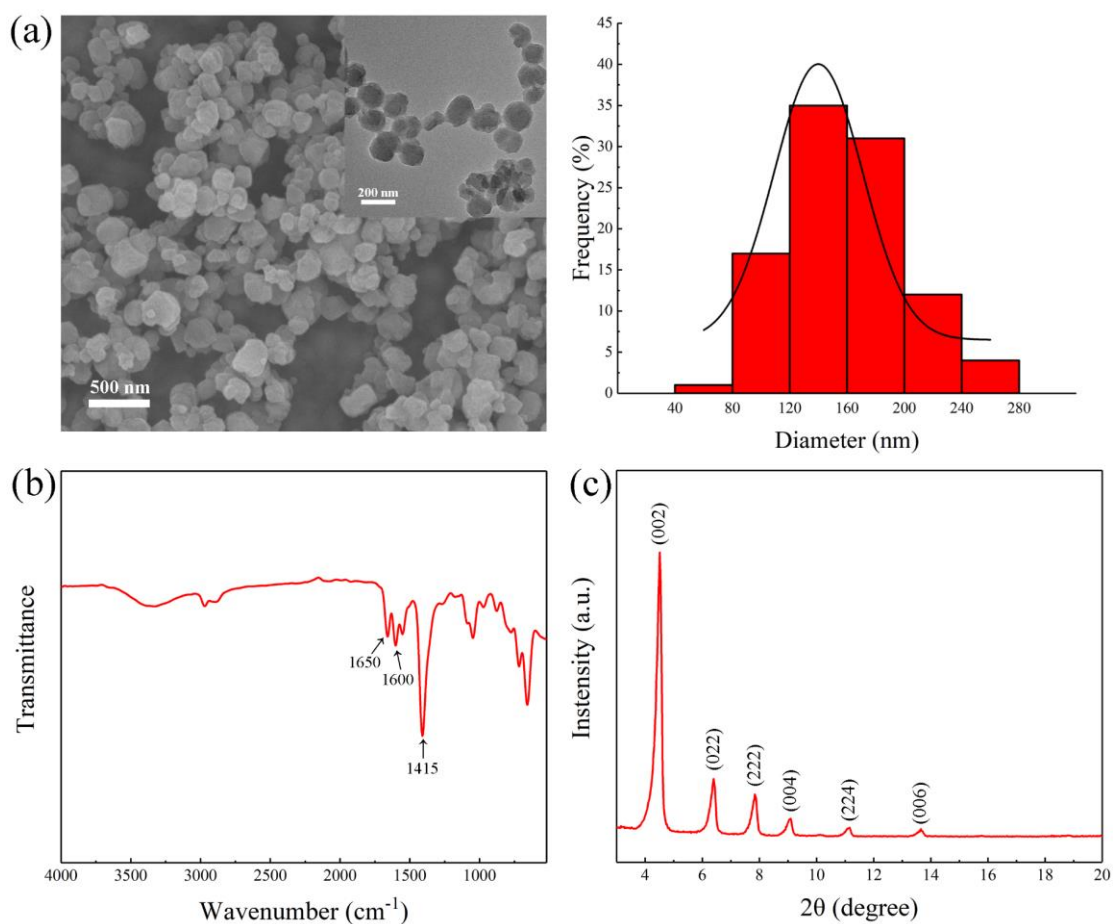 (a)
200 nm
500 nm
Frequency (%)
45
40
35
30
25
20
15
10
5
0
40 80 120 160 200 240 280
Diameter (nm)
(b)
Transmittance
1650
1600
1415
4000 3500 3000 2500 2000 1500 1000
Wavenumber (cm⁻¹)
(c)
Instensity (a.u.)
(002)
(022)
(222)
(004)
(224)
(006)
4 6 8 10 12 14 16 18 20
2θ (degree)